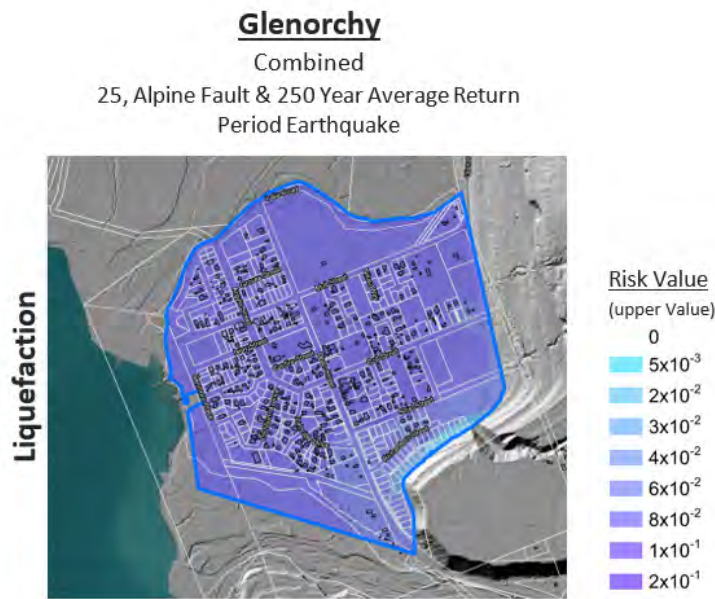 Glenorchy
Combined
25, Alpine Fault & 250 Year Average Return
Period Earthquake
Liquefaction
Risk Value
(upper Value)
0
5x10⁻³
2x10⁻²
3x10⁻²
4x10⁻²
6x10⁻²
8x10⁻²
1x10⁻¹
2x10⁻¹